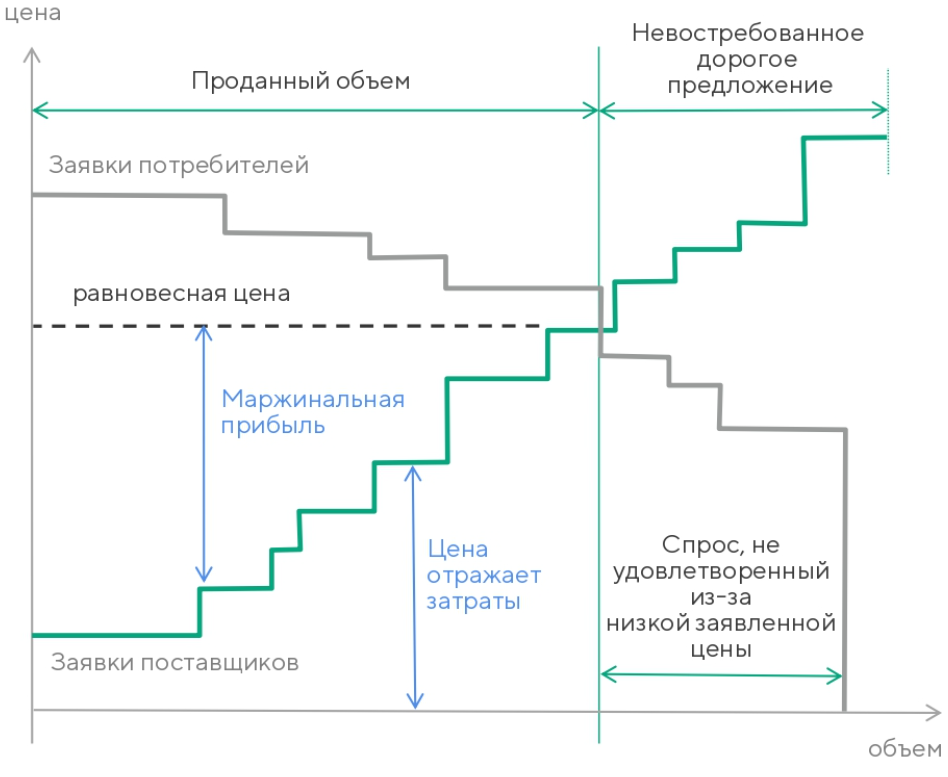 цена
Невостребованное
дорогое
предложение
Проданный объем
Заявки потребителей
равновесная цена
Маржинальная
прибыль
Цена
отражает
затраты
Спрос, не
удовлетворенный
из-за
низкой заявленной
цены
Заявки поставщиков
объем